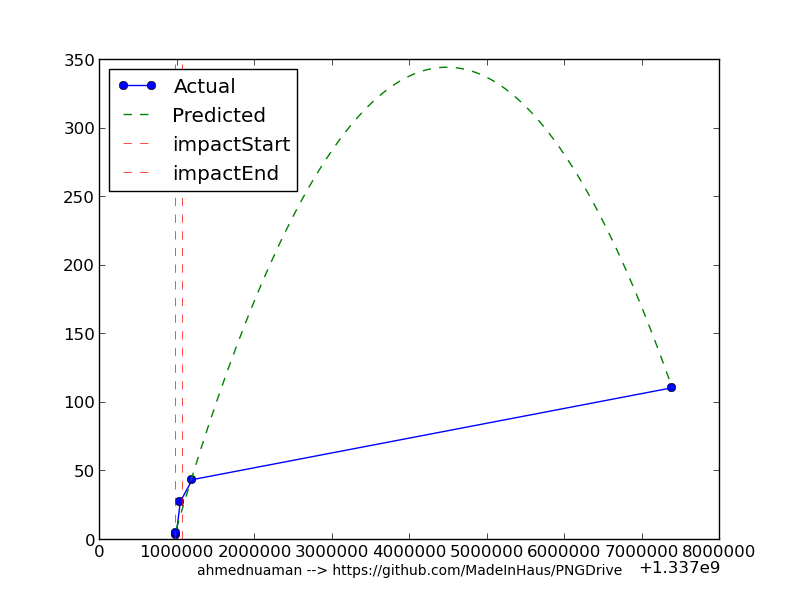 350
300
250
200
150
100
50
0
Actual
Predicted
impactStart
impactEnd
0 1000000 2000000 3000000 4000000 5000000 6000000 7000000 8000000
+1.337e9
ahmednuaman --> https://github.com/MadeInHaus/PNGDrive